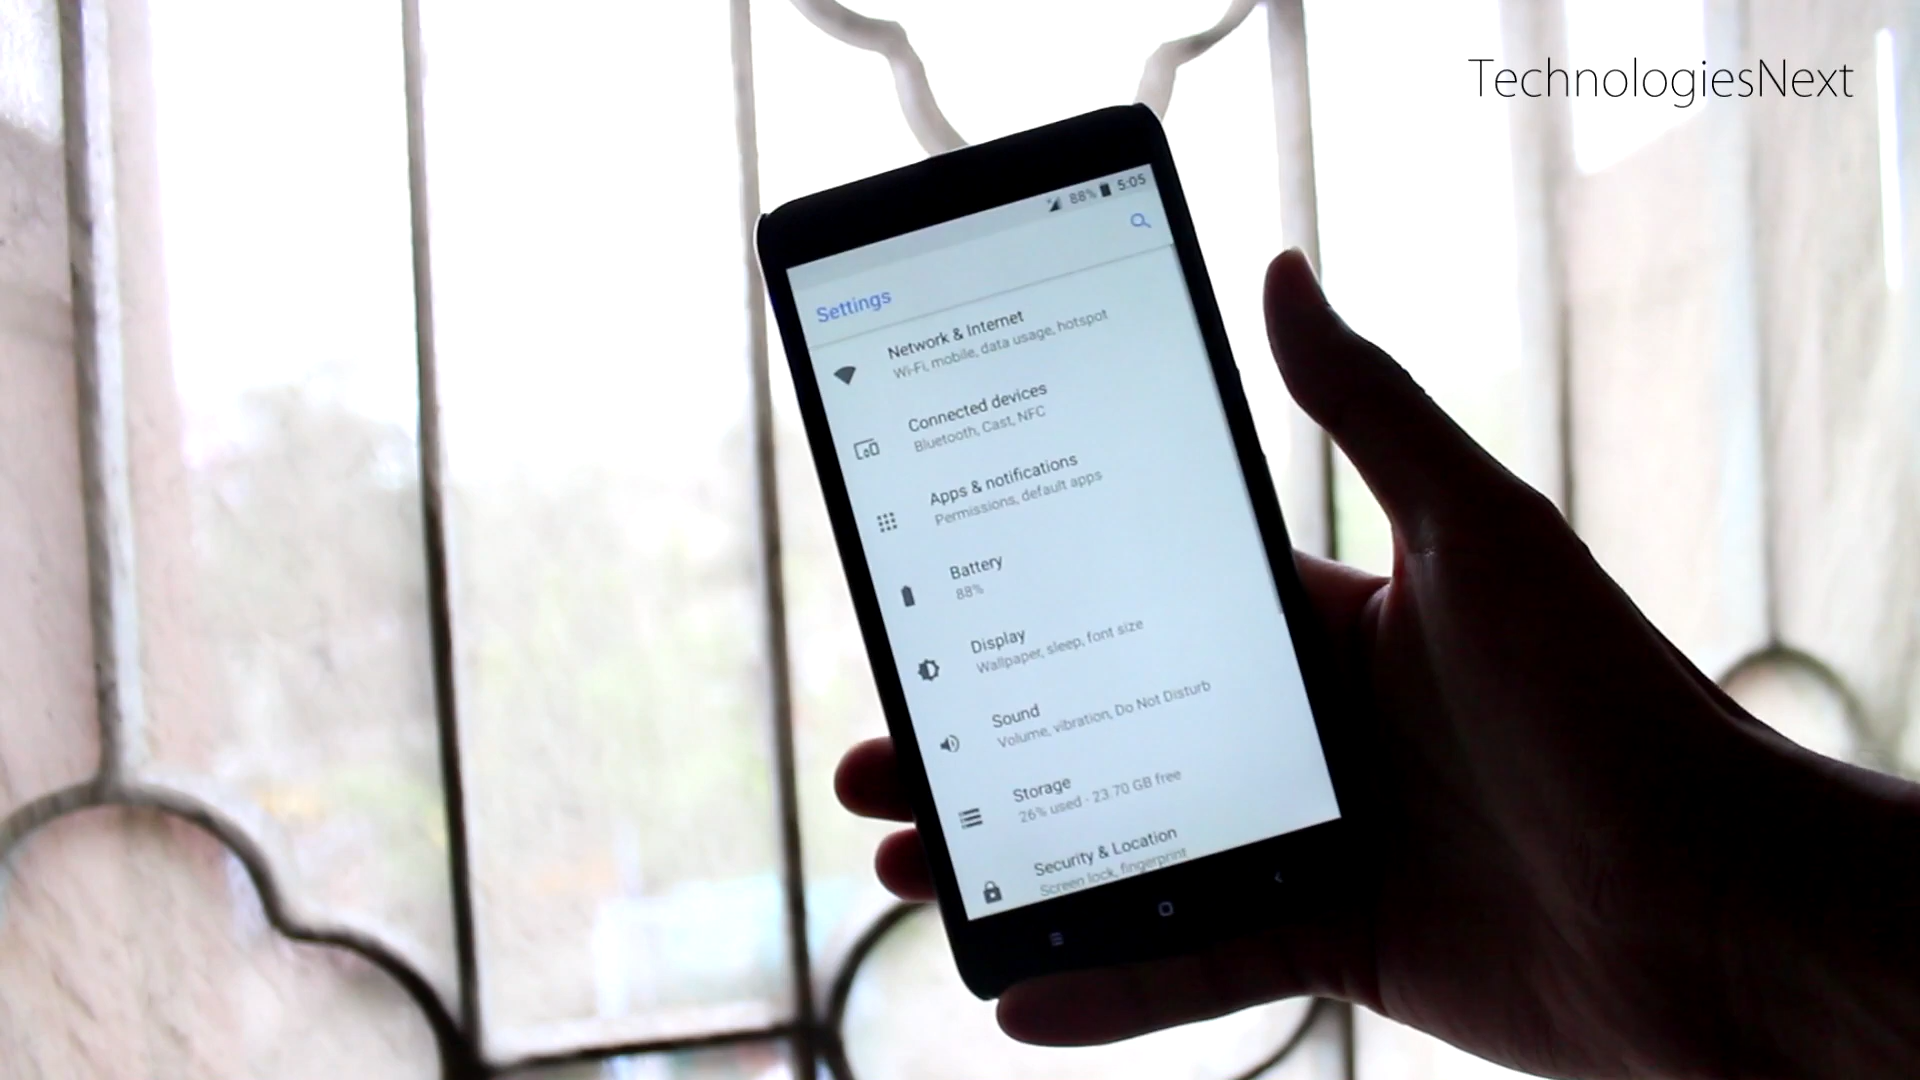 TechnologiesNext
88% 5:05
Settings
Network & Internet
Wi-Fi, mobile, data usage, hotspot
Connected devices
Bluetooth, Cast, NFC
Apps & notifications
Permissions, default apps
Battery
88%
Display
Wallpaper, sleep, font size
Sound
Volume, vibration, Do Not Disturb
Storage
26% used - 23.70 GB free
Security & Location
Screen lock, fingerprint